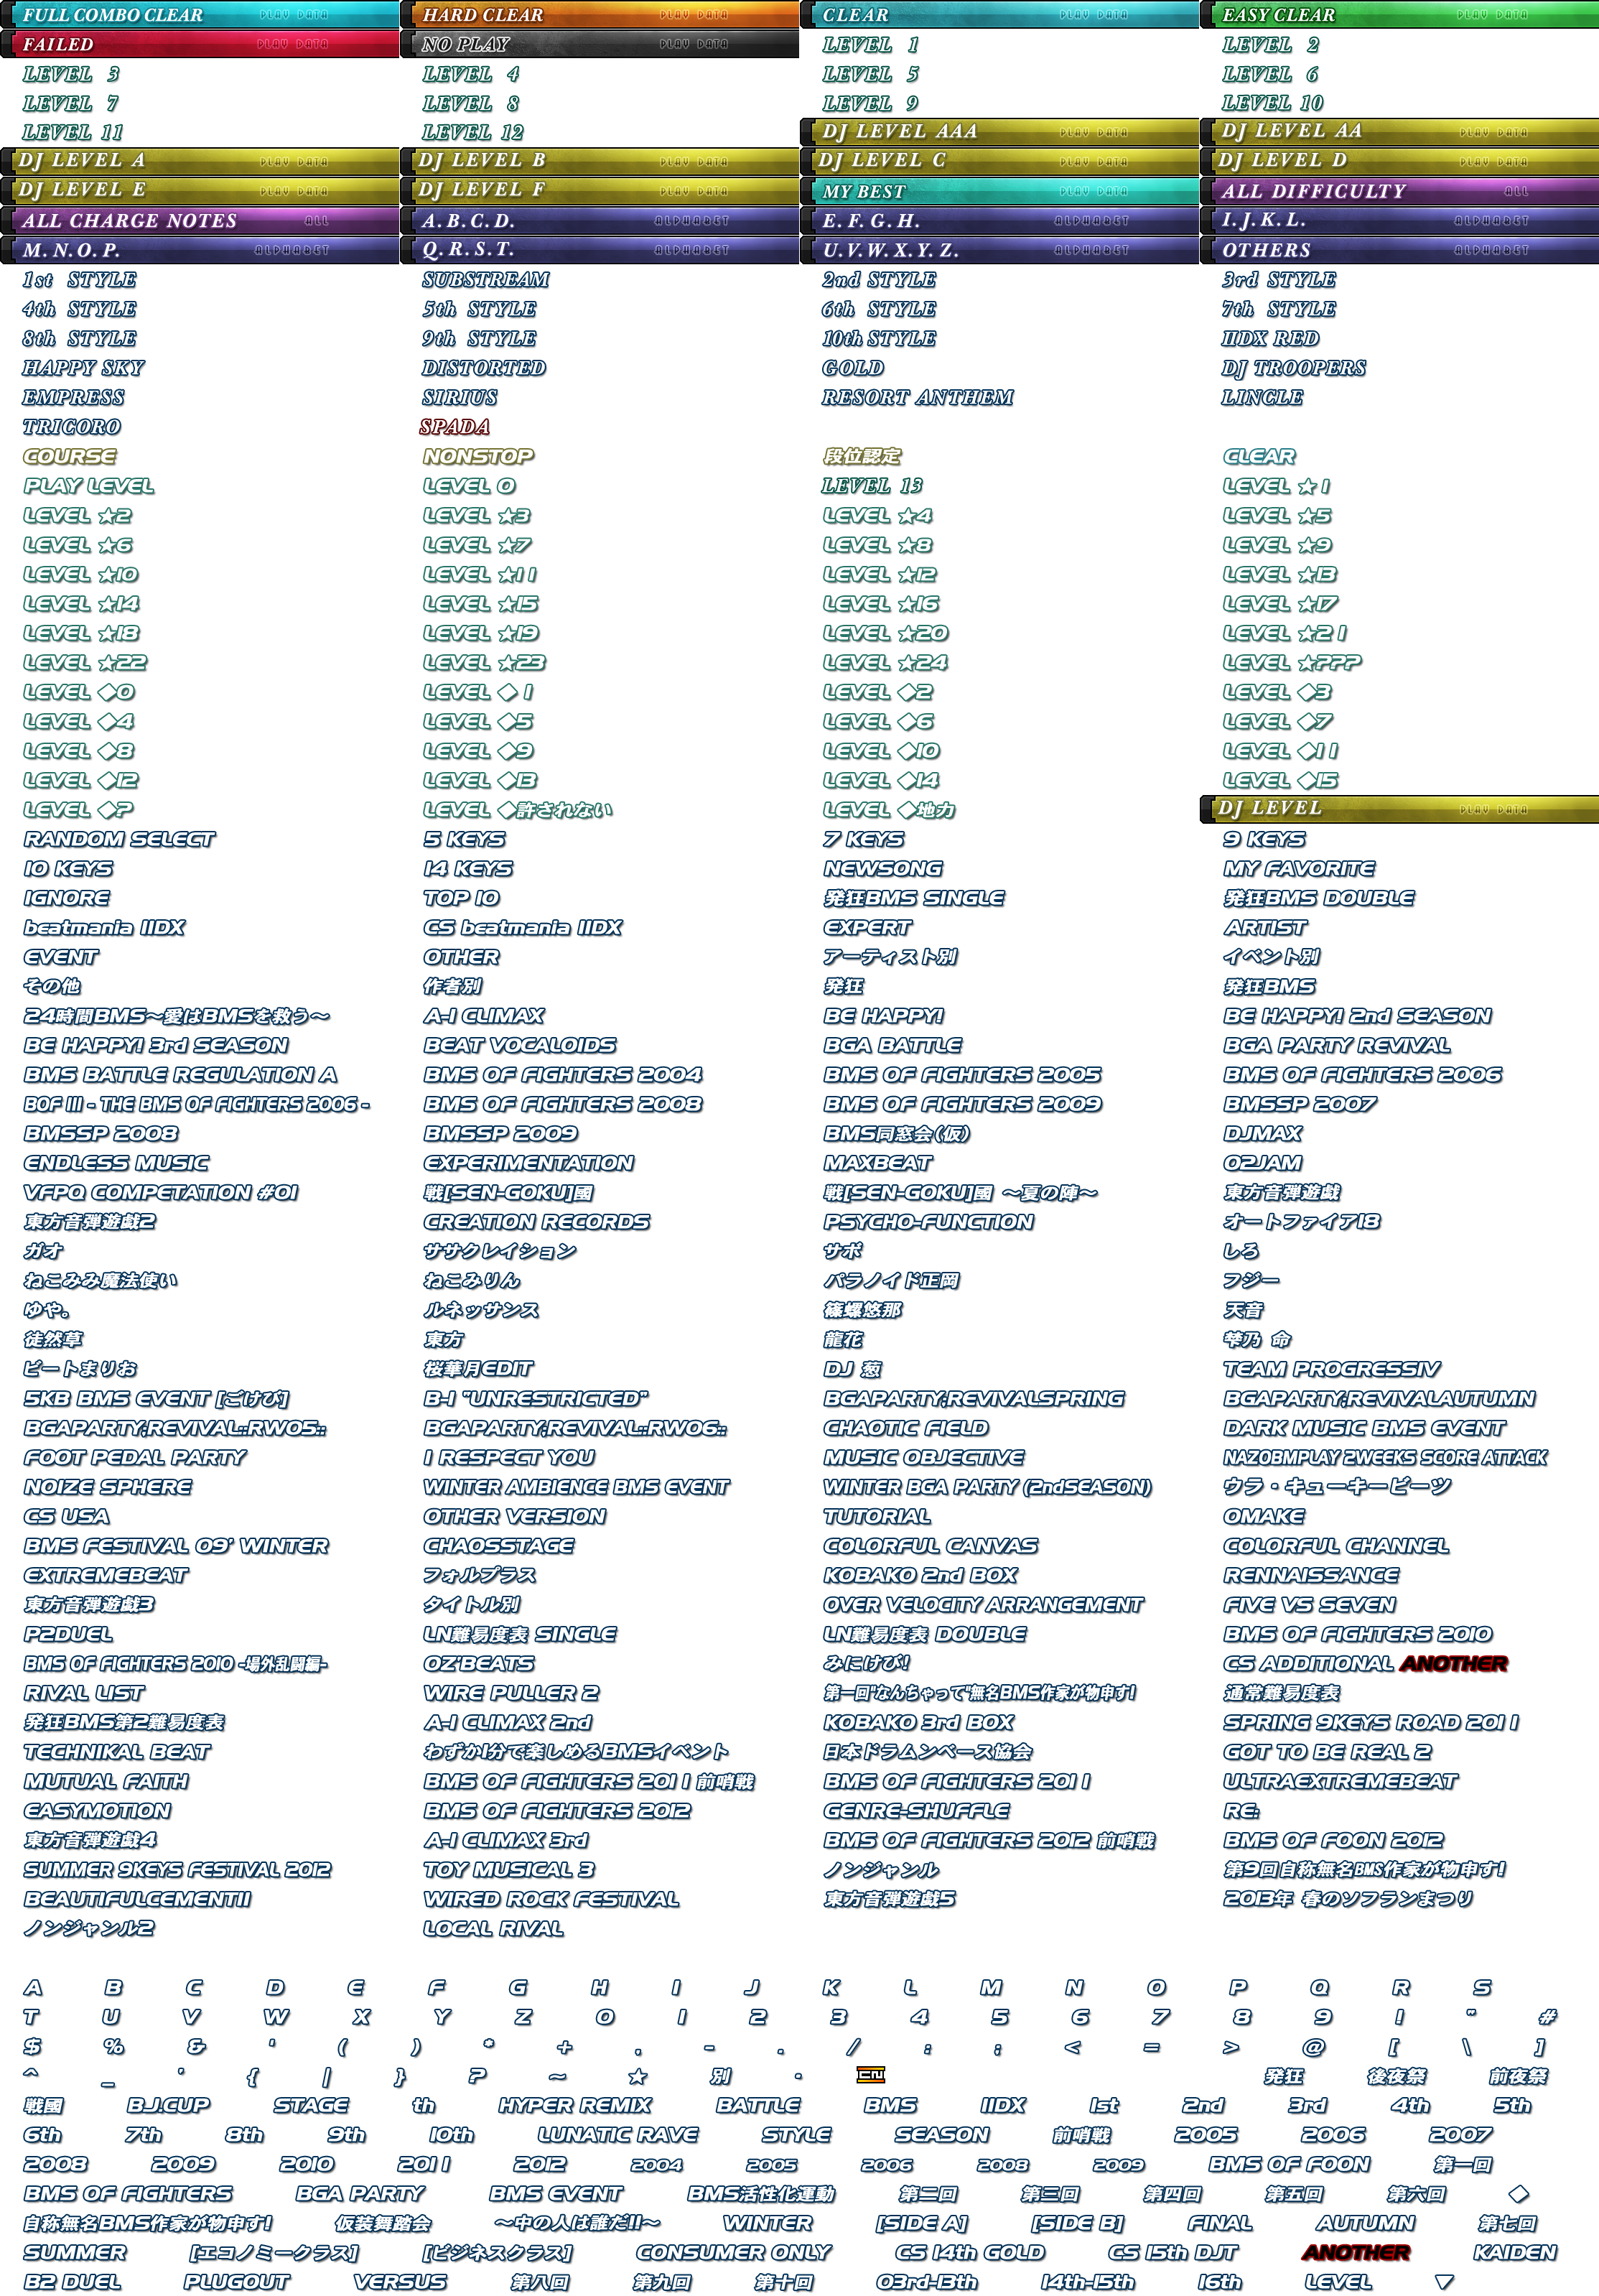 FULL COMBO CLEAR PLAY DATA HARD CLEAR PLAY DATA CLEAR PLAY DATA EASY CLEAR PLAY DATA
FAILED PLAY DATA NO PLAY PLAY DATA LEVEL 1 LEVEL 2
LEVEL 3 LEVEL 4 LEVEL 5 LEVEL 6
LEVEL 7 LEVEL 8 LEVEL 9 LEVEL 10
LEVEL 11 LEVEL 12 DJ LEVEL AAA PLAY DATA DJ LEVEL AA PLAY DATA
DJ LEVEL A PLAY DATA DJ LEVEL B PLAY DATA DJ LEVEL C PLAY DATA DJ LEVEL D PLAY DATA
DJ LEVEL E PLAY DATA DJ LEVEL F PLAY DATA MY BEST PLAY DATA ALL DIFFICULTY ALL
ALL CHARGE NOTES ALL A.B.C.D. ALPHABET E.F.G.H. ALPHABET I.J.K.L. ALPHABET
M.N.O.P. ALPHABET Q.R.S.T. ALPHABET U.V.W.X.Y.Z. ALPHABET OTHERS ALPHABET
1st STYLE SUBSTREAM 2nd STYLE 3rd STYLE
4th STYLE 5th STYLE 6th STYLE 7th STYLE
8th STYLE 9th STYLE 10th STYLE IIDX RED
HAPPY SKY DISTORTED GOLD DJ TROOPERS
EMPRESS SIRIUS RESORT ANTHEM LINCLE
TRICORO SPADA
COURSE NONSTOP 段位認定 CLEAR
PLAY LEVEL LEVEL 0 LEVEL 13 LEVEL ★1
LEVEL ★2 LEVEL ★3 LEVEL ★4 LEVEL ★5
LEVEL ★6 LEVEL ★7 LEVEL ★8 LEVEL ★9
LEVEL ★10 LEVEL ★11 LEVEL ★12 LEVEL ★13
LEVEL ★14 LEVEL ★15 LEVEL ★16 LEVEL ★17
LEVEL ★18 LEVEL ★19 LEVEL ★20 LEVEL ★21
LEVEL ★22 LEVEL ★23 LEVEL ★24 LEVEL ★???
LEVEL ◆0 LEVEL ◆1 LEVEL ◆2 LEVEL ◆3
LEVEL ◆4 LEVEL ◆5 LEVEL ◆6 LEVEL ◆7
LEVEL ◆8 LEVEL ◆9 LEVEL ◆10 LEVEL ◆11
LEVEL ◆12 LEVEL ◆13 LEVEL ◆14 LEVEL ◆15
LEVEL ◆? LEVEL ◆許されない LEVEL ◆地力 DJ LEVEL PLAY DATA
RANDOM SELECT 5 KEYS 7 KEYS 9 KEYS
10 KEYS 14 KEYS NEWSONG MY FAVORITE
IGNORE TOP 10 発狂BMS SINGLE 発狂BMS DOUBLE
beatmania IIDX CS beatmania IIDX EXPERT ARTIST
EVENT OTHER アーティスト別 イベント別
その他 作者別 発狂 発狂BMS
24時間BMS～愛はBMSを救う～ A-1 CLIMAX BE HAPPY! BE HAPPY! 2nd SEASON
BE HAPPY! 3rd SEASON BEAT VOCALOIDS BGA BATTLE BGA PARTY REVIVAL
BMS BATTLE REGULATION A BMS OF FIGHTERS 2004 BMS OF FIGHTERS 2005 BMS OF FIGHTERS 2006
BOF III - THE BMS OF FIGHTERS 2006 - BMS OF FIGHTERS 2008 BMS OF FIGHTERS 2009 BMSSP 2007
BMSSP 2008 BMSSP 2009 BMS同窓会(仮) DJMAX
ENDLESS MUSIC EXPERIMENTATION MAXBEAT O2JAM
VFPQ COMPETATION #01 戦[SEN-GOKU]國 戦[SEN-GOKU]國 ～夏の陣～ 東方音弾遊戯
東方音弾遊戯2 CREATION RECORDS PSYCHO-FUNCTION オートファイア18
ガオ ササクレイション サボ しろ
ねこみみ魔法使い ねこみりん パラノイド正岡 フジー
ゆや。 ルネッサンス 篠螺悠那 天音
徒然草 東方 龍花 梦乃 命
ビートまりお 桜華月EDIT DJ 葱 TEAM PROGRESSIV
5KB BMS EVENT [ごけび] B-1 "UNRESTRICTED" BGAPARTY;REVIVALSPRING BGAPARTY;REVIVALAUTUMN
BGAPARTY;REVIVAL::RW05:: BGAPARTY;REVIVAL::RW06:: CHAOTIC FIELD DARK MUSIC BMS EVENT
FOOT PEDAL PARTY I RESPECT YOU MUSIC OBJECTIVE NAZOBMPLAY 2WEEKS SCORE ATTACK
NOIZE SPHERE WINTER AMBIENCE BMS EVENT WINTER BGA PARTY (2ndSEASON) ウラ・キューキービーツ
CS USA OTHER VERSION TUTORIAL OMAKE
BMS FESTIVAL 09' WINTER CHAOSSTAGE COLORFUL CANVAS COLORFUL CHANNEL
EXTREMEBEAT フォルプラス KOBAKO 2nd BOX RENNAISSANCE
東方音弾遊戯3 タイトル別 OVER VELOCITY ARRANGEMENT FIVE VS SEVEN
P2DUEL LN難易度表 SINGLE LN難易度表 DOUBLE BMS OF FIGHTERS 2010
BMS OF FIGHTERS 2010 -場外乱闘編- OZ'BEATS みにけび! CS ADDITIONAL ANOTHER
RIVAL LIST WIRE PULLER 2 第一回"なんちゃって"無名BMS作家が物申す! 通常難易度表
発狂BMS第2難易度表 A-1 CLIMAX 2nd KOBAKO 3rd BOX SPRING 9KEYS ROAD 2011
TECHNIKAL BEAT わずか1分で楽しめるBMSイベント 日本ドラムンベース協会 GOT TO BE REAL 2
MUTUAL FAITH BMS OF FIGHTERS 2011 前哨戦 BMS OF FIGHTERS 2011 ULTRAEXTREMEBEAT
EASYMOTION BMS OF FIGHTERS 2012 GENRE-SHUFFLE RE:
東方音弾遊戯4 A-1 CLIMAX 3rd BMS OF FIGHTERS 2012 前哨戦 BMS OF FOON 2012
SUMMER 9KEYS FESTIVAL 2012 TOY MUSICAL 3 ノンジャンル 第9回自称無名BMS作家が物申す!
BEAUTIFULCEMENTII WIRED ROCK FESTIVAL 東方音弾遊戯5 2013年 春のソフランまつり
ノンジャンル2 LOCAL RIVAL
A B C D E F G H I J K L M N O P Q R S
T U V W X Y Z 0 1 2 3 4 5 6 7 8 9 ! " #
$ % & ' ( ) * + , - . / : ; < = > @ [ \ ]
^ _ ' { | } ? ～ ★ 別 ・ CN 発狂 後夜祭 前夜祭
戦國 B.J.CUP STAGE th HYPER REMIX BATTLE BMS IIDX 1st 2nd 3rd 4th 5th
6th 7th 8th 9th 10th LUNATIC RAVE STYLE SEASON 前哨戦 2005 2006 2007
2008 2009 2010 2011 2012 2004 2005 2006 2008 2009 BMS OF FOON 第一回
BMS OF FIGHTERS BGA PARTY BMS EVENT BMS活性化運動 第二回 第三回 第四回 第五回 第六回 ◆
自称無名BMS作家が物申す! 仮装舞踏会 ～中の人は誰だ!!～ WINTER [SIDE A] [SIDE B] FINAL AUTUMN 第七回
SUMMER [エコノミークラス] [ビジネスクラス] CONSUMER ONLY CS 14th GOLD CS 15th DJT ANOTHER KAIDEN
B2 DUEL PLUGOUT VERSUS 第八回 第九回 第十回 03rd-13th 14th-15th 16th LEVEL ▼